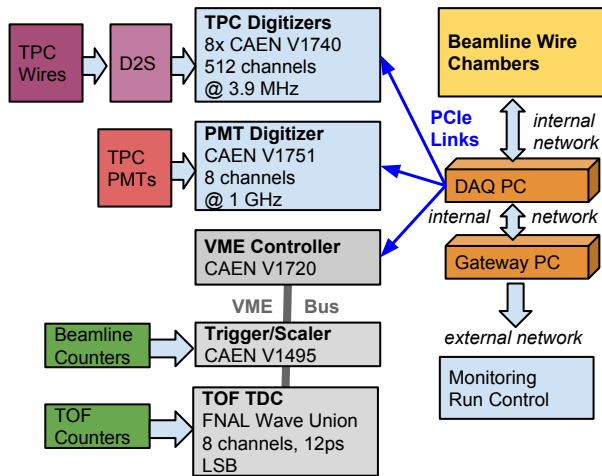 TPC
Wires
D2S
TPC Digitizers
8x CAEN V1740
512 channels
@ 3.9 MHz
Beamline Wire
Chambers
PCIe
Links
internal
network
TPC
PMTs
PMT Digitizer
CAEN V1751
8 channels
@ 1 GHz
DAQ PC
internal network
Gateway PC
VME Controller
CAEN V1720
VME Bus
external network
Beamline
Counters
Trigger/Scaler
CAEN V1495
Monitoring
Run Control
TOF
Counters
TOF TDC
FNAL Wave Union
8 channels, 12ps
LSB